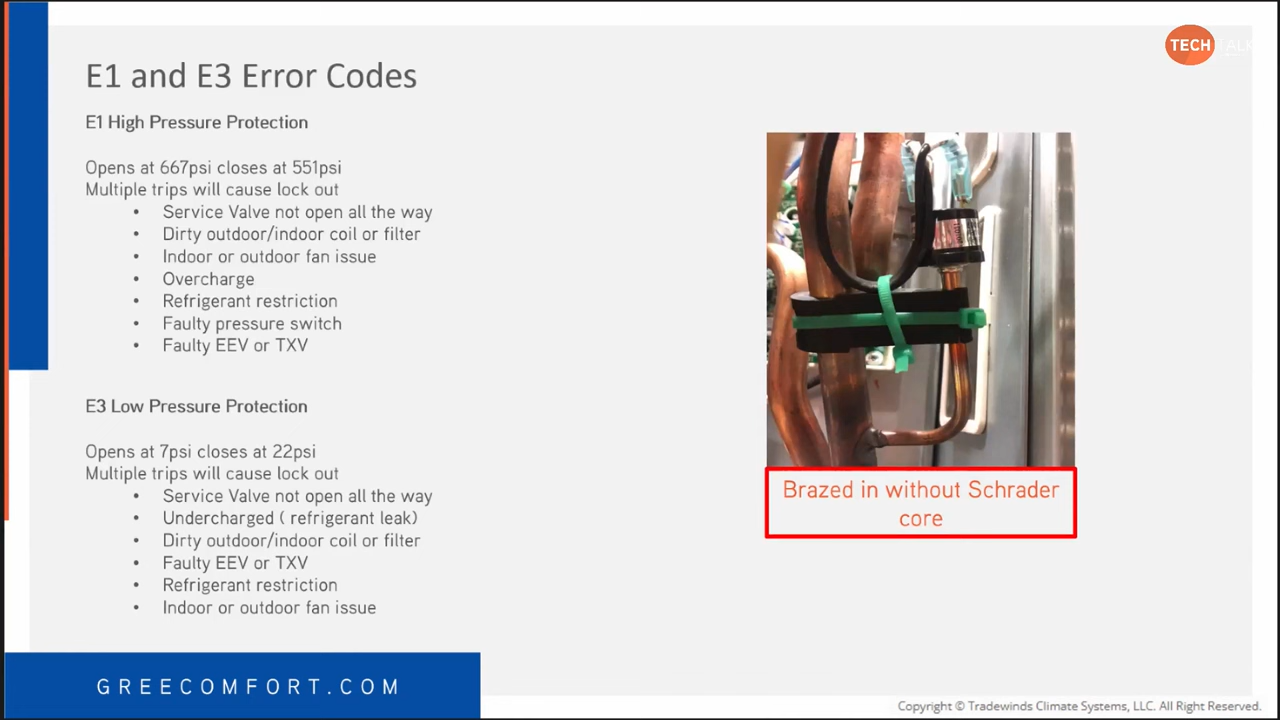 TECH TALK
E1 and E3 Error Codes
E1 High Pressure Protection
Opens at 667psi closes at 551psi
Multiple trips will cause lock out
• Service Valve not open all the way
• Dirty outdoor/indoor coil or filter
• Indoor or outdoor fan issue
• Overcharge
• Refrigerant restriction
• Faulty pressure switch
• Faulty EEV or TXV
E3 Low Pressure Protection
Opens at 7psi closes at 22psi
Multiple trips will cause lock out
• Service Valve not open all the way
• Undercharged ( refrigerant leak)
• Dirty outdoor/indoor coil or filter
• Faulty EEV or TXV
• Refrigerant restriction
• Indoor or outdoor fan issue
Brazed in without Schrader
core
GREECOMFORT.COM
Copyright © Tradewinds Climate Systems, LLC. All Right Reserved.